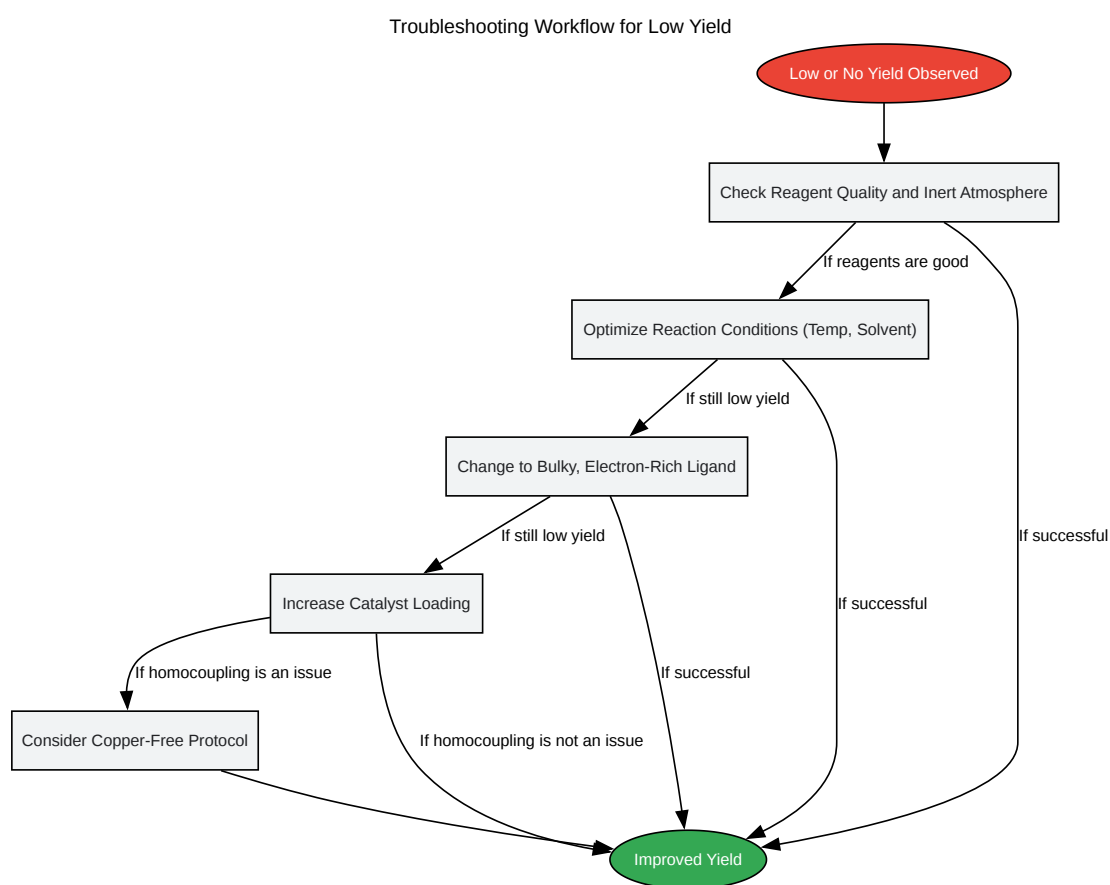 Troubleshooting Workflow for Low Yield
Low or No Yield Observed
Check Reagent Quality and Inert Atmosphere
If reagents are good
Optimize Reaction Conditions (Temp, Solvent)
If still low yield
Change to Bulky, Electron-Rich Ligand
If still low yield
If successful
Increase Catalyst Loading
If successful
If homocoupling is an issue
If successful
Consider Copper-Free Protocol
If homocoupling is not an issue
Improved Yield